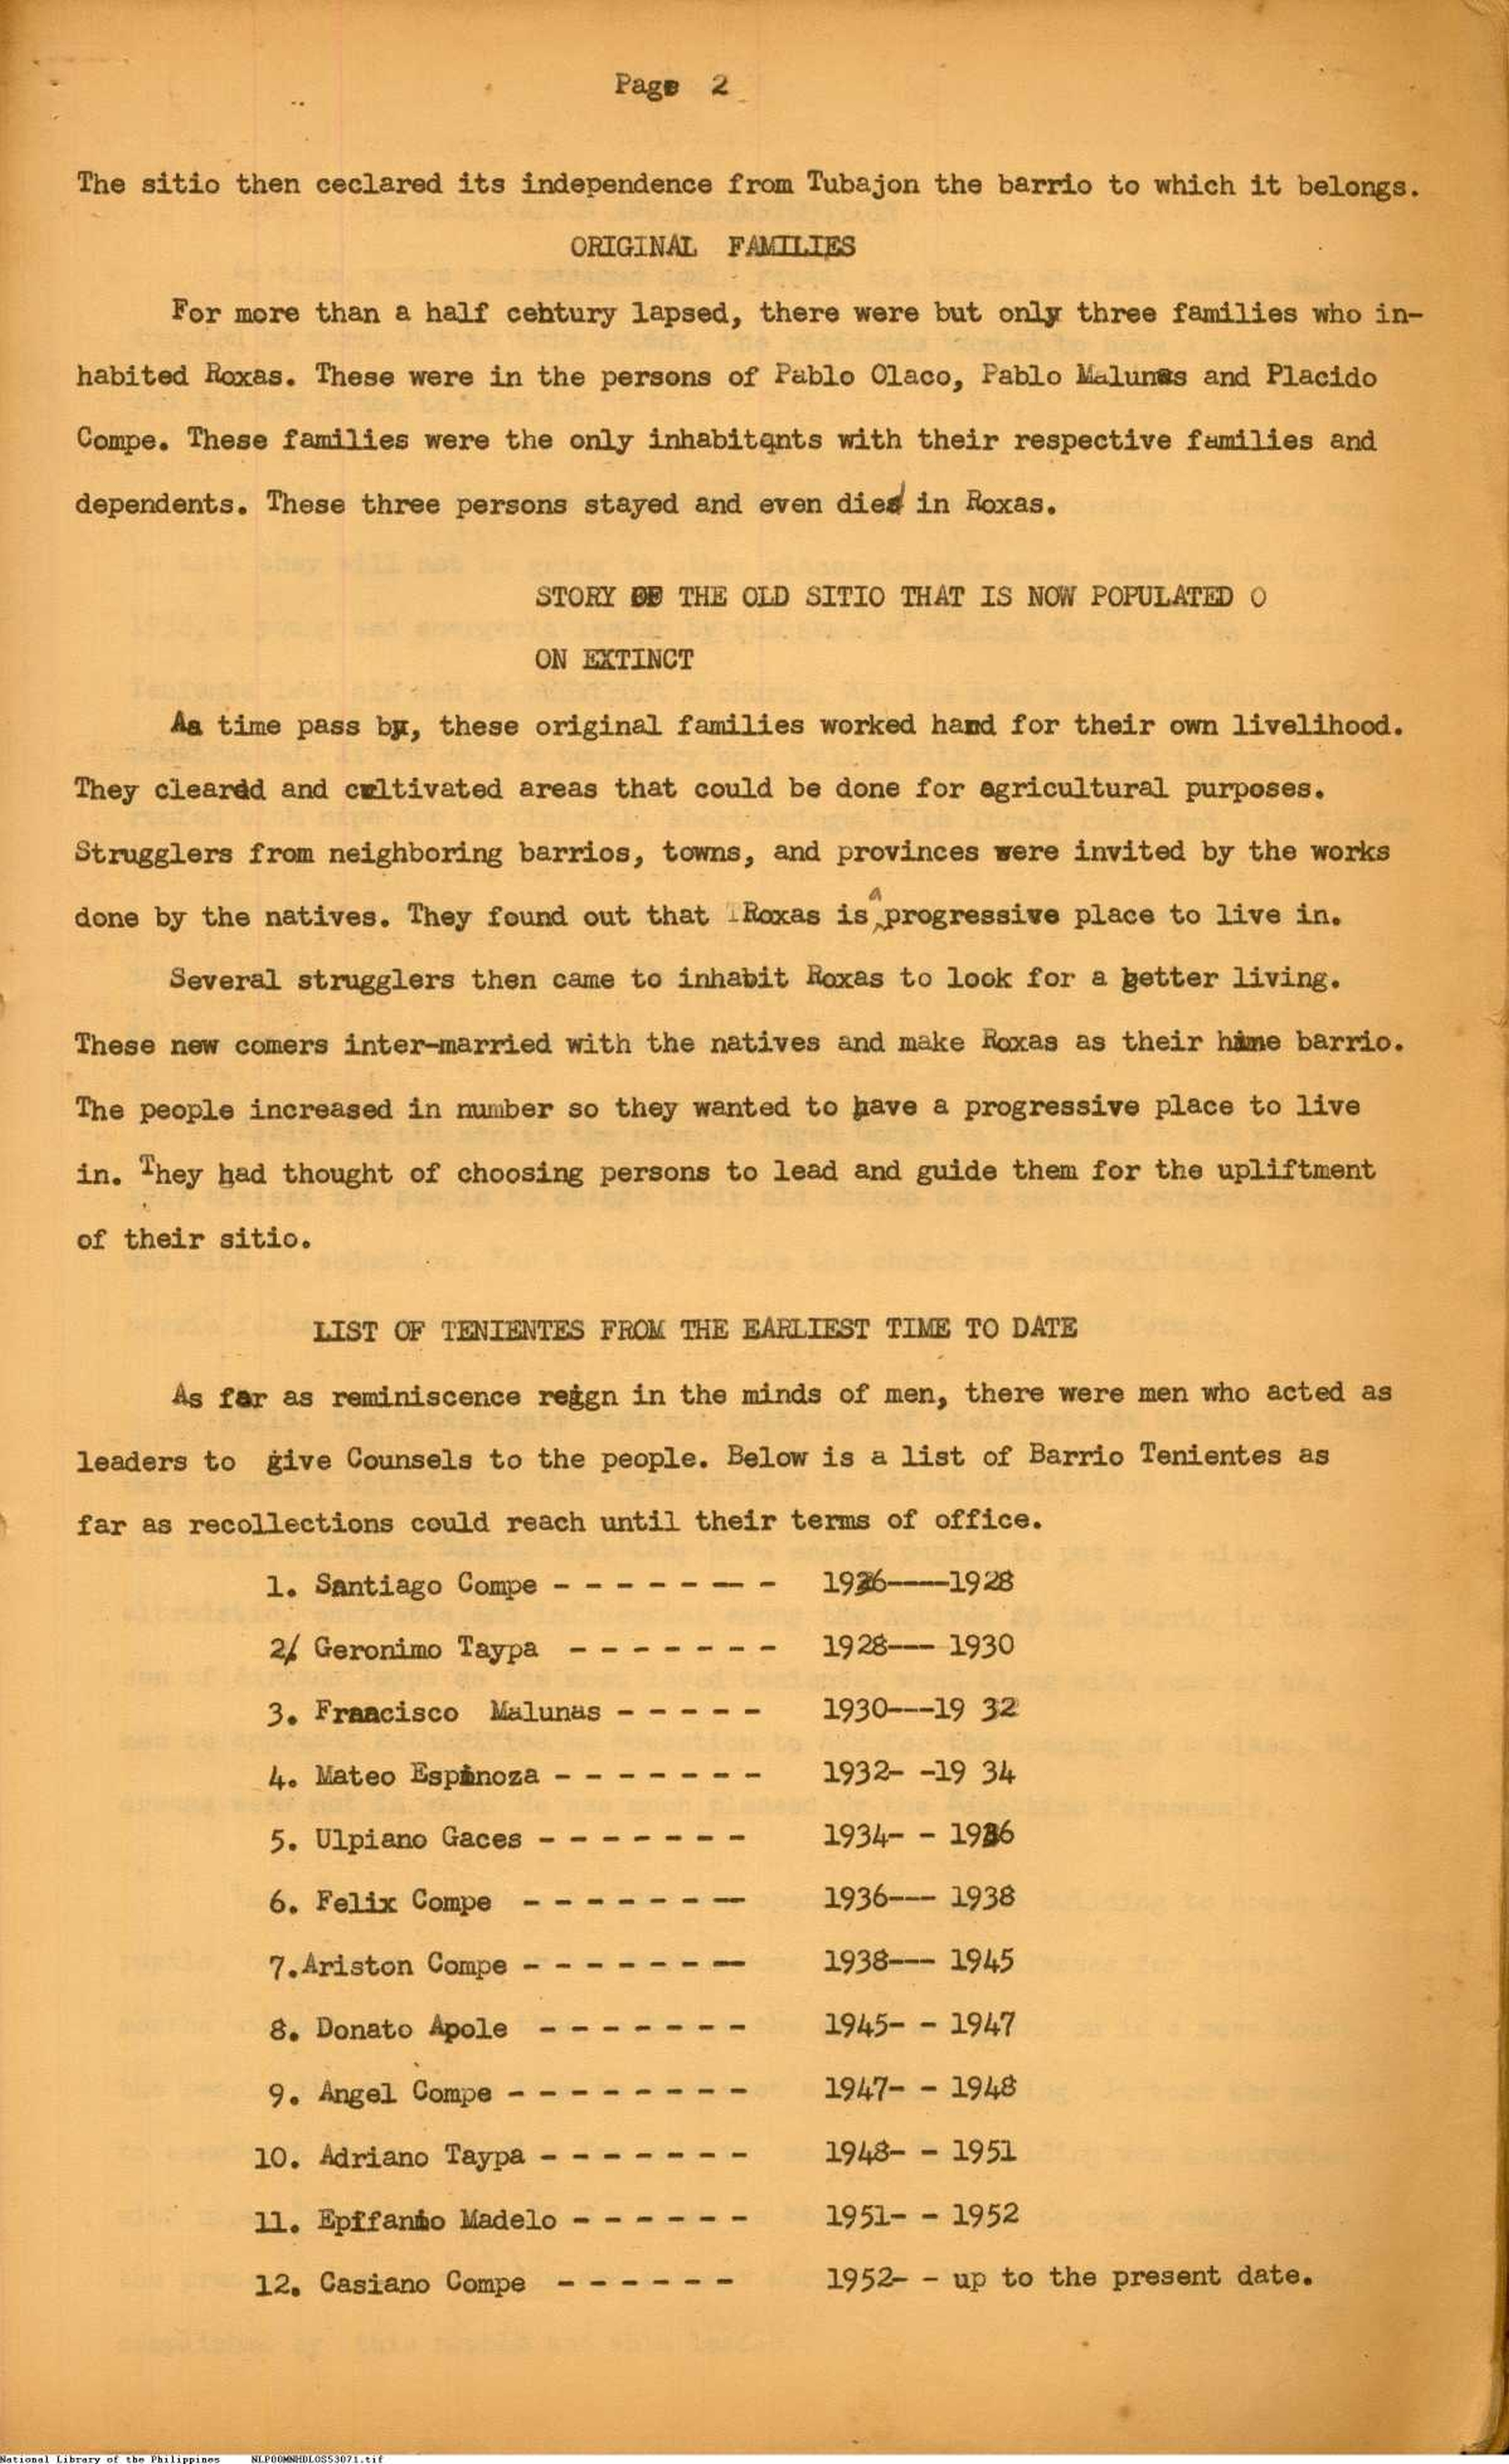 Page 2
The sitio then ceclared its independence from Tubajon the barrio to which it belongs.
ORIGINAL FAMILIES
For more than a half cehtury lapsed, there were but only three families who in-
habited Roxas. These were in the persons of Pablo Olaco, Pablo Malunas and Placido
Compe. These families were the only inhabitqnts with their respective families and
dependents. These three persons stayed and even died in Roxas.
STORY OF THE OLD SITIO THAT IS NOW POPULATED O
ON EXTINCT
As time pass by, these original families worked hand for their own livelihood.
They cleardd and cultivated areas that could be done for agricultural purposes.
Strugglers from neighboring barrios, towns, and provinces were invited by the works
done by the natives. They found out that Roxas is a progressive place to live in.
Several strugglers then came to inhabit Roxas to look for a better living.
These new comers inter-married with the natives and make Roxas as their hime barrio.
The people increased in number so they wanted to have a progressive place to live
in. They had thought of choosing persons to lead and guide them for the upliftment
of their sitio.
LIST OF TENIENTES FROM THE EARLIEST TIME TO DATE
As far as reminiscence reign in the minds of men, there were men who acted as
leaders to give Counsels to the people. Below is a list of Barrio Tenientes as
far as recollections could reach until their terms of office.
1. Santiago Compe - - - - - - -- - 1926----1928
2/ Geronimo Taypa - - - - - - - 1928--- 1930
3. Francisco Malunas - - - - - 1930---19 32
4. Mateo Espinoza - - - - - - - 1932- -19 34
5. Ulpiano Gaces - - - - - - - 1934- - 1936
6. Felix Compe - - - - - - -- 1936--- 1938
7.Ariston Compe - - - - - - -- 1938--- 1945
8. Donato Apole - - - - - - - 1945- - 1947
9. Angel Compe - - - - - - - - 1947- - 1948
10. Adriano Taypa - - - - - - - 1948- - 1951
11. Epifanio Madelo - - - - - - 1951- - 1952
12. Casiano Compe - - - - - - 1952- - up to the present date.
National Library of the Philippines NLP00MNHDLOS53071.tif